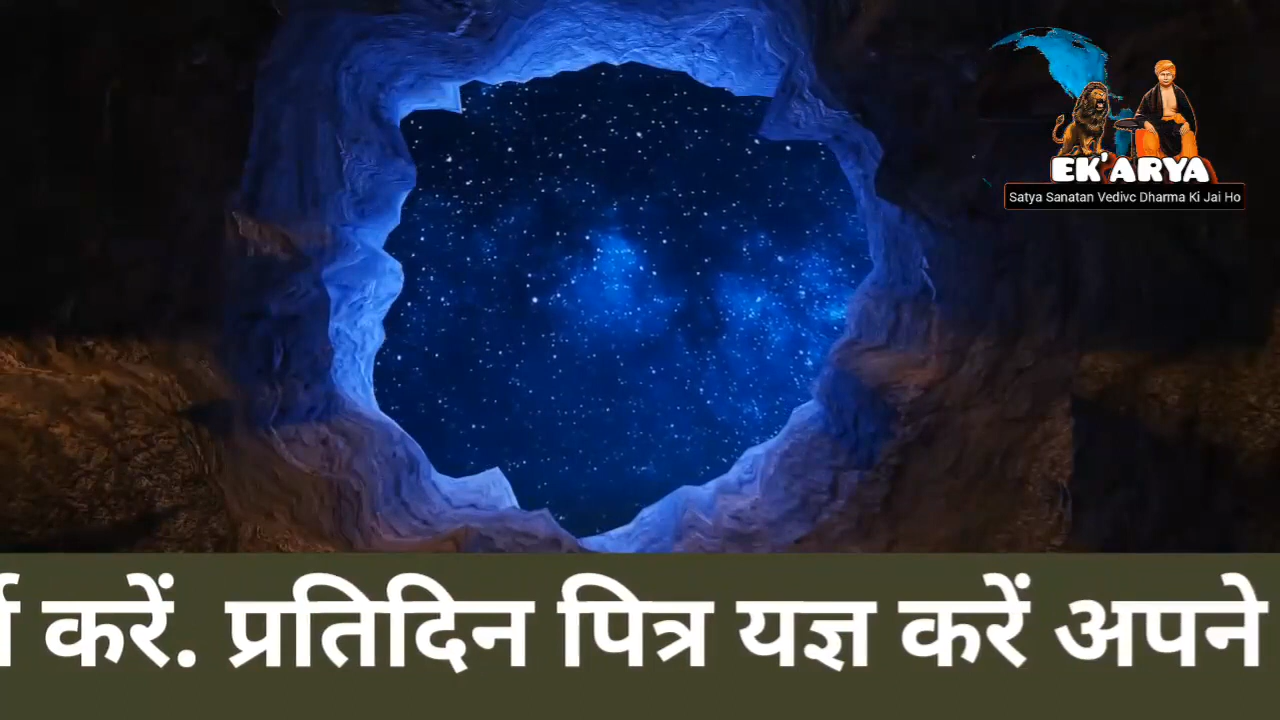 EK'ARYA
Satya Sanatan Vedivc Dharma Ki Jai Ho
करें. प्रतिदिन पित्र यज्ञ करें अपने